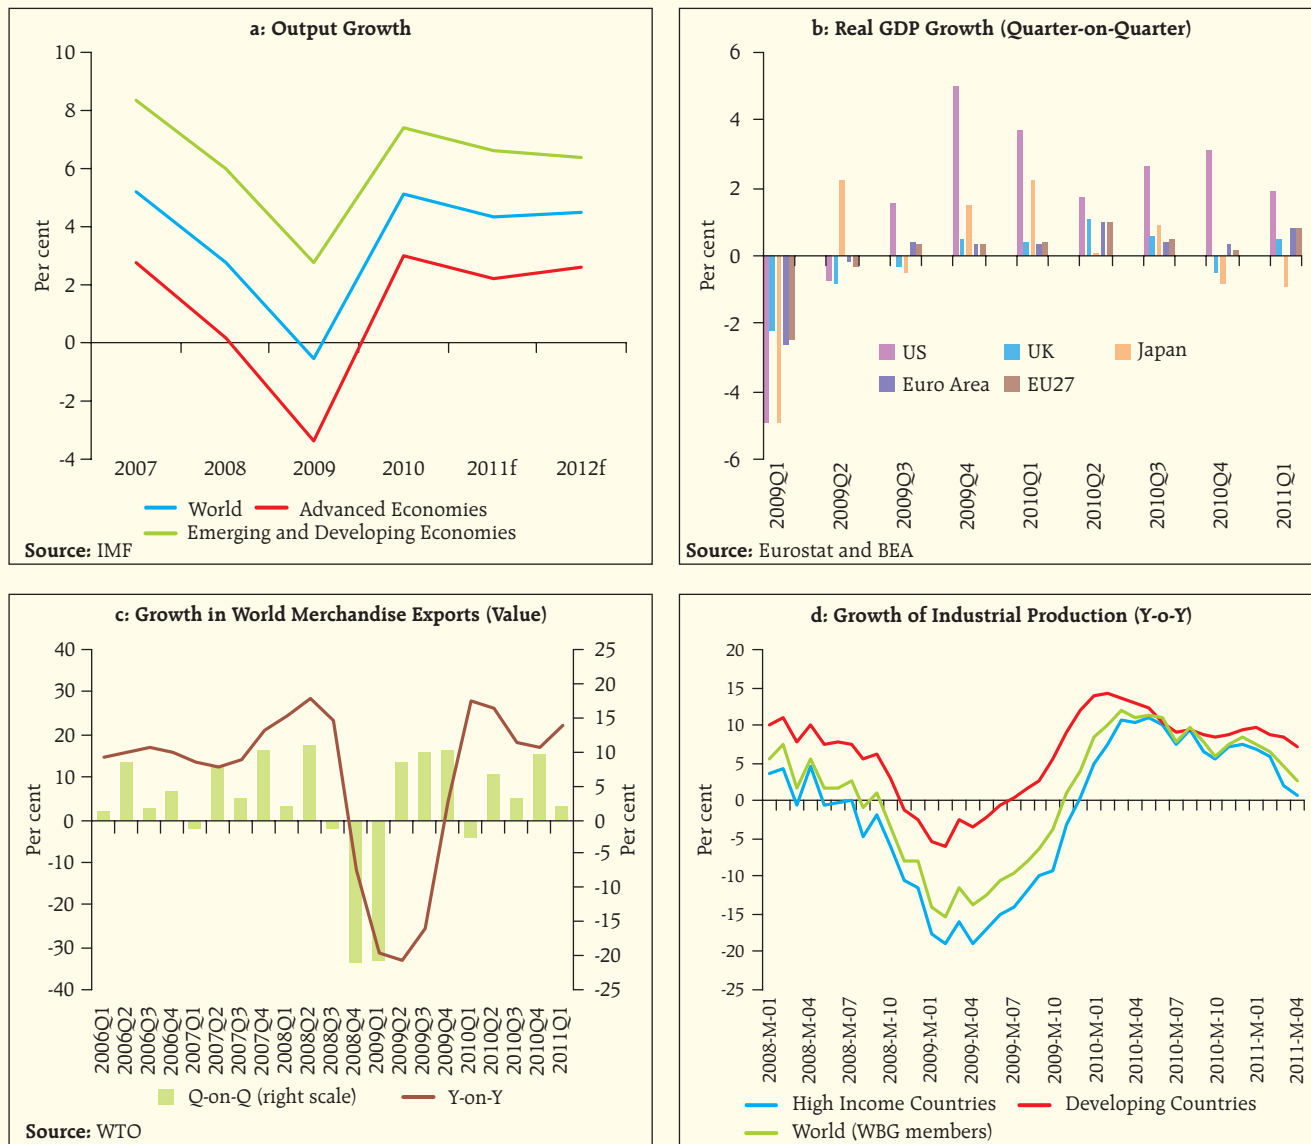 a: Output Growth
10
8
6
4
2
0
-2
-4
Per cent
2007 2008 2009 2010 2011f 2012f
World Advanced Economies
Emerging and Developing Economies
Source: IMF
b: Real GDP Growth (Quarter-on-Quarter)
6
4
2
0
-2
-4
-6
Per cent
US UK Japan
Euro Area EU27
2009Q1 2009Q2 2009Q3 2009Q4 2010Q1 2010Q2 2010Q3 2010Q4 2011Q1
Source: Eurostat and BEA
c: Growth in World Merchandise Exports (Value)
40
30
20
10
0
-10
-20
-30
-40
Per cent
25
20
15
10
5
0
-5
-10
-15
-20
-25
Per cent
2006Q1 2006Q2 2006Q3 2006Q4 2007Q1 2007Q2 2007Q3 2007Q4 2008Q1 2008Q2 2008Q3 2008Q4 2009Q1 2009Q2 2009Q3 2009Q4 2010Q1 2010Q2 2010Q3 2010Q4 2011Q1
Q-on-Q (right scale) Y-on-Y
Source: WTO
d: Growth of Industrial Production (Y-o-Y)
20
15
10
5
0
-5
-10
-15
-20
-25
Per cent
2008-M-01 2008-M-04 2008-M-07 2008-M-10 2009-M-01 2009-M-04 2009-M-07 2009-M-10 2010-M-01 2010-M-04 2010-M-07 2010-M-10 2011-M-01 2011-M-04
High Income Countries Developing Countries
World (WBG members)